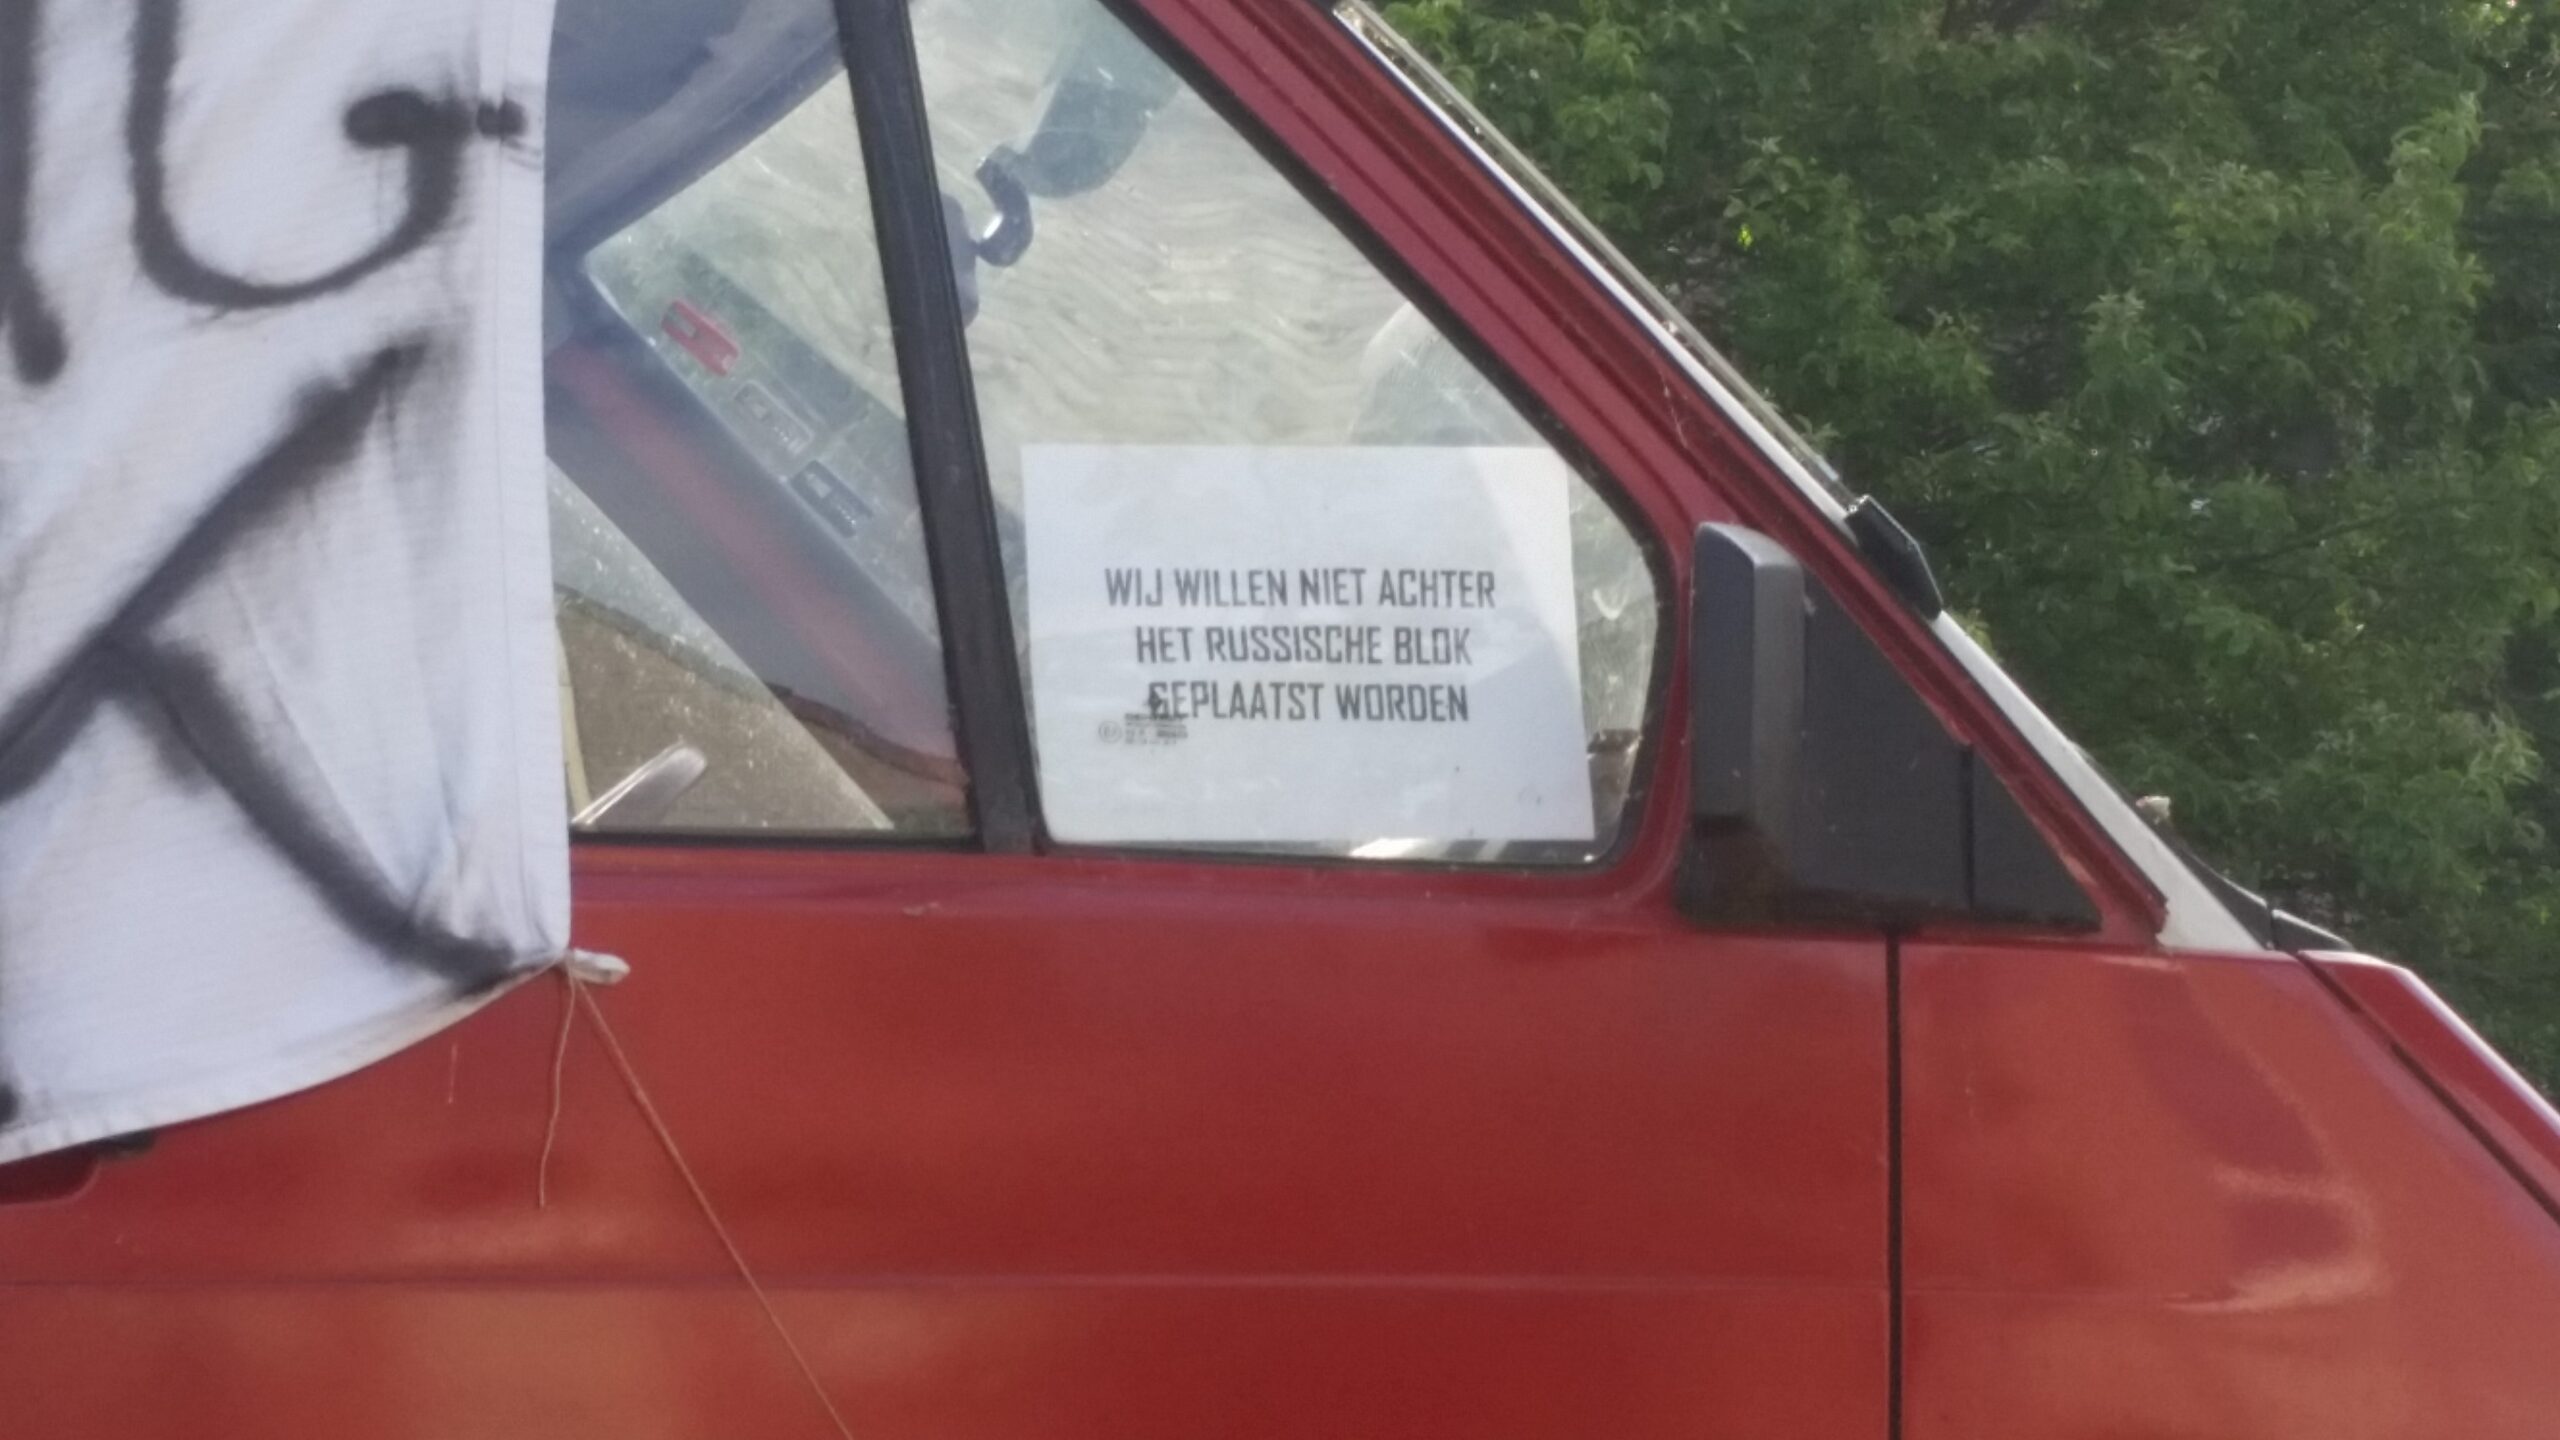 G
K
WIJ WILLEN NIET ACHTER
HET RUSSISCHE BLOK
GEPLAATST WORDEN